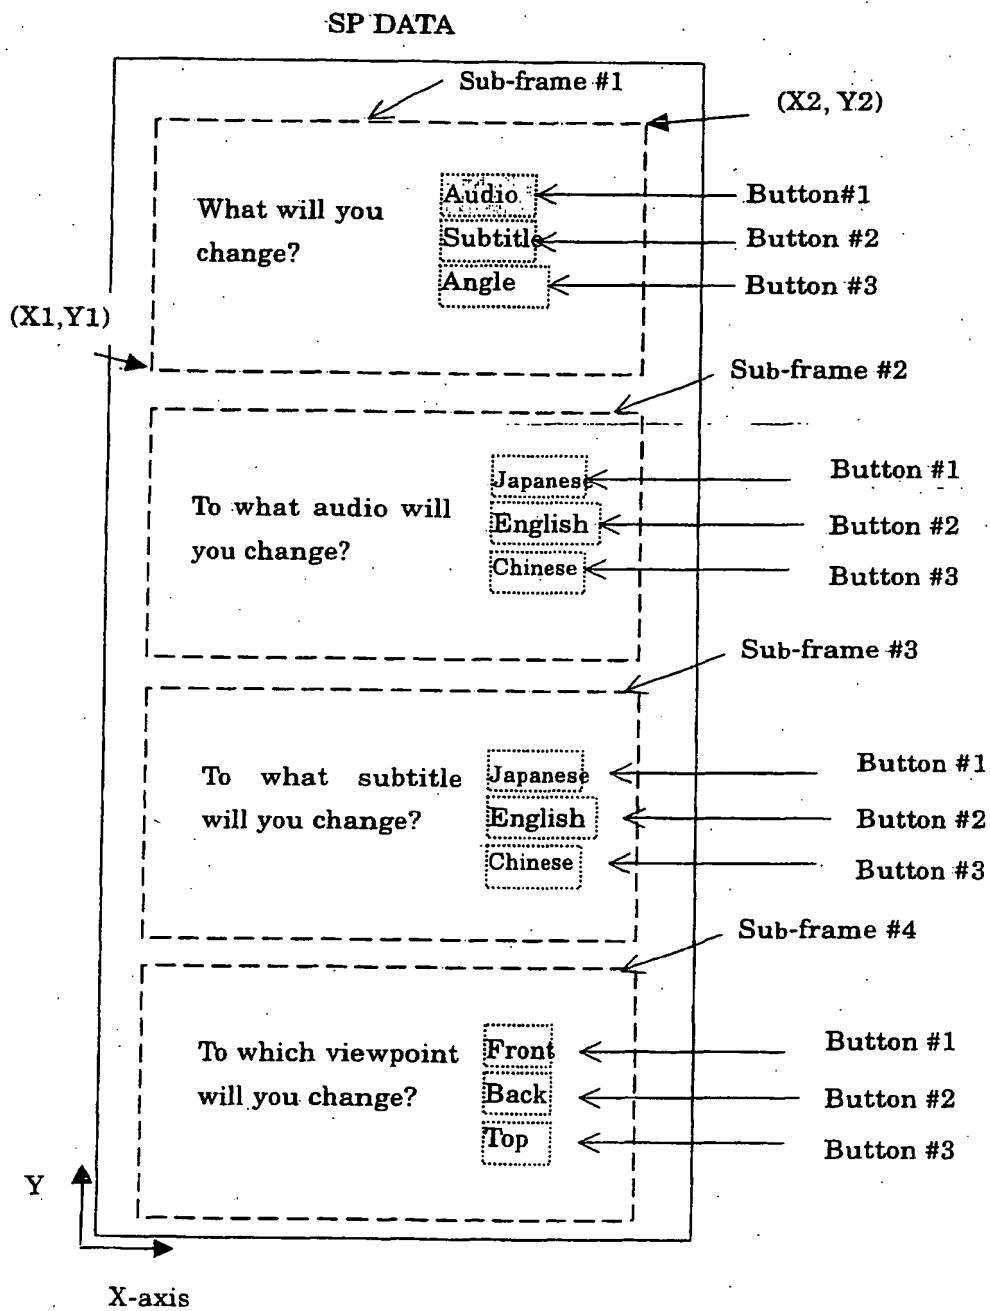 SP DATA
Sub-frame #1
(X2, Y2)
What will you
change?
Audio
Subtitle
Angle
Button#1
Button #2
Button #3
(X1,Y1)
Sub-frame #2
To what audio will
you change?
Japanese
English
Chinese
Button #1
Button #2
Button #3
Sub-frame #3
To what subtitle
will you change?
Japanese
English
Chinese
Button #1
Button #2
Button #3
Sub-frame #4
To which viewpoint
will you change?
Front
Back
Top
Button #1
Button #2
Button #3
Y
X-axis